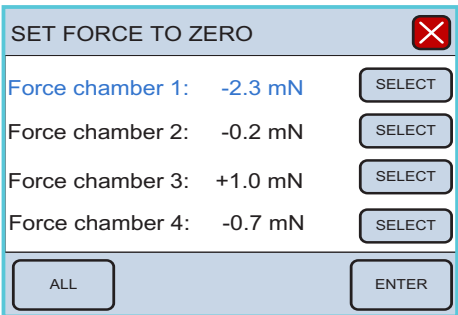 SET FORCE TO ZERO
Force chamber 1: -2.3 mN SELECT
Force chamber 2: -0.2 mN SELECT
Force chamber 3: +1.0 mN SELECT
Force chamber 4: -0.7 mN SELECT
ALL ENTER